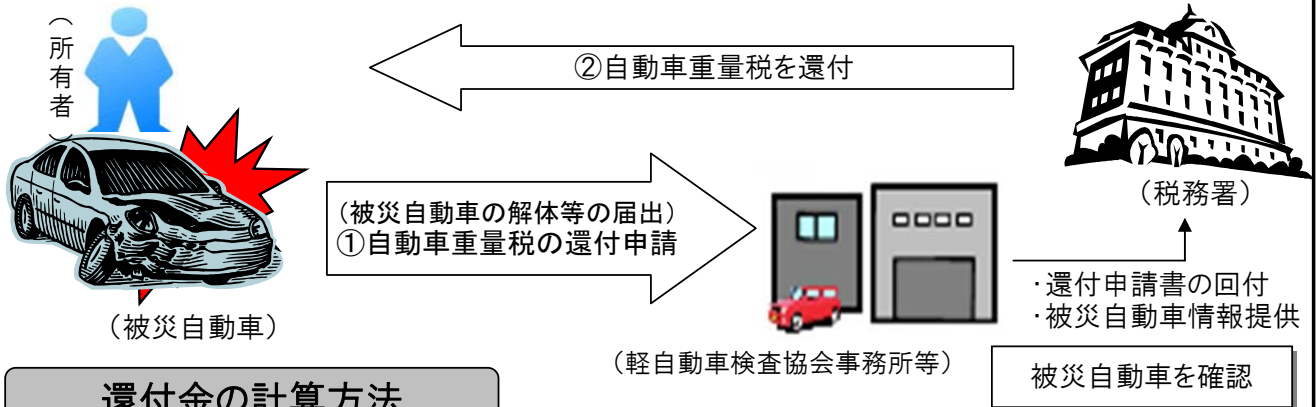 （所有者）
②自動車重量税を還付
（税務署）
（被災自動車の解体等の届出）
①自動車重量税の還付申請
・還付申請書の回付
・被災自動車情報提供
（被災自動車）
（軽自動車検査協会事務所等）
被災自動車を確認
還付金の計算方法